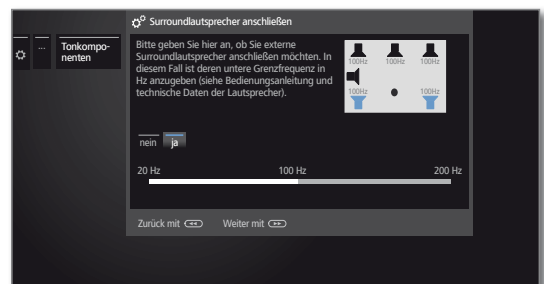 Surroundlautsprecher anschließen
...
Tonkompo-
nenten
Bitte geben Sie hier an, ob Sie externe
Surroundlautsprecher anschließen möchten. In
diesem Fall ist deren untere Grenzfrequenz in
Hz anzugeben (siehe Bedienungsanleitung und
technische Daten der Lautsprecher).
100Hz 100Hz 100Hz
100Hz 100Hz
nein ja
20 Hz 100 Hz 200 Hz
Zurück mit Weiter mit